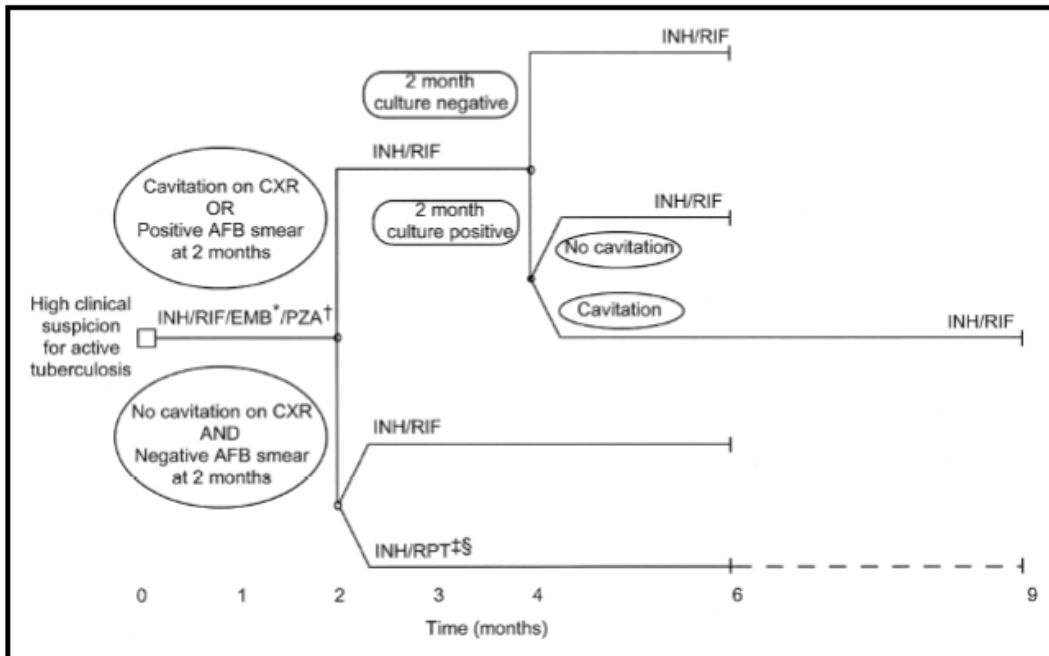 INH/RIF
2 month
culture negative
INH/RIF
Cavitation on CXR
OR
Positive AFB smear
at 2 months
2 month
culture positive
INH/RIF
No cavitation
Cavitation
High clinical
suspicion
for active
tuberculosis
INH/RIF/EMB*/PZA†
INH/RIF
No cavitation on CXR
AND
Negative AFB smear
at 2 months
INH/RIF
INH/RPT‡§
0 1 2 3 4 6 9
Time (months)